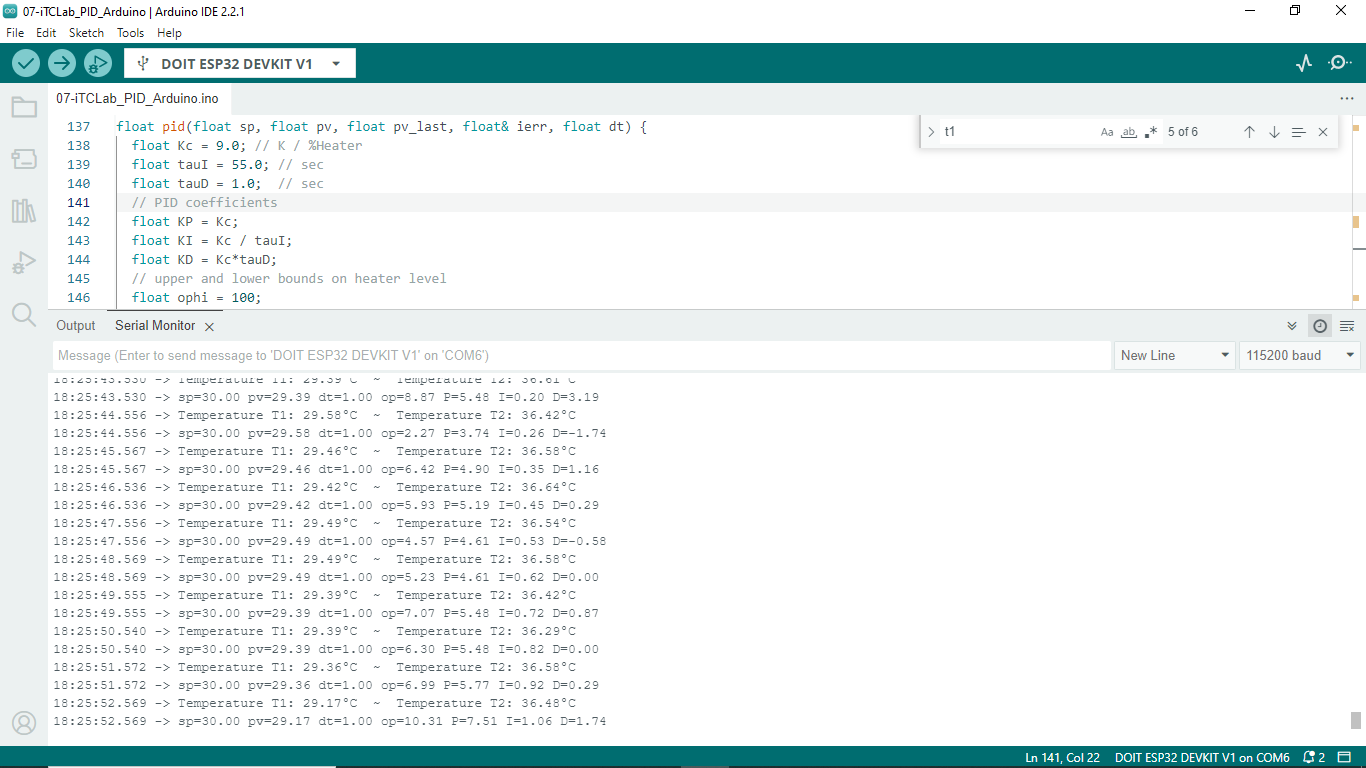 07-iTCLab_PID_Arduino | Arduino IDE 2.2.1
File Edit Sketch Tools Help
DOIT ESP32 DEVKIT V1
07-iTCLab_PID_Arduino.ino
t1 Aa ab 5 of 6
137 float pid(float sp, float pv, float pv_last, float& ierr, float dt) {
138 float Kc = 9.0; // K / %Heater
139 float tauI = 55.0; // sec
140 float tauD = 1.0;  // sec
141 // PID coefficients
142 float KP = Kc;
143 float KI = Kc / tauI;
144 float KD = Kc*tauD;
145 // upper and lower bounds on heater level
146 float ophi = 100;
Output Serial Monitor
Message (Enter to send message to 'DOIT ESP32 DEVKIT V1' on 'COM6')
New Line 115200 baud
18:25:43.530 -> Temperature T1: 29.39°C  ~  Temperature T2: 36.61°C
18:25:43.530 -> sp=30.00 pv=29.39 dt=1.00 op=8.87 P=5.48 I=0.20 D=3.19
18:25:44.556 -> Temperature T1: 29.58°C  ~  Temperature T2: 36.42°C
18:25:44.556 -> sp=30.00 pv=29.58 dt=1.00 op=2.27 P=3.74 I=0.26 D=-1.74
18:25:45.567 -> Temperature T1: 29.46°C  ~  Temperature T2: 36.58°C
18:25:45.567 -> sp=30.00 pv=29.46 dt=1.00 op=6.42 P=4.90 I=0.35 D=1.16
18:25:46.536 -> Temperature T1: 29.42°C  ~  Temperature T2: 36.64°C
18:25:46.536 -> sp=30.00 pv=29.42 dt=1.00 op=5.93 P=5.19 I=0.45 D=0.29
18:25:47.556 -> Temperature T1: 29.49°C  ~  Temperature T2: 36.54°C
18:25:47.556 -> sp=30.00 pv=29.49 dt=1.00 op=4.57 P=4.61 I=0.53 D=-0.58
18:25:48.569 -> Temperature T1: 29.49°C  ~  Temperature T2: 36.58°C
18:25:48.569 -> sp=30.00 pv=29.49 dt=1.00 op=5.23 P=4.61 I=0.62 D=0.00
18:25:49.555 -> Temperature T1: 29.39°C  ~  Temperature T2: 36.42°C
18:25:49.555 -> sp=30.00 pv=29.39 dt=1.00 op=7.07 P=5.48 I=0.72 D=0.87
18:25:50.540 -> Temperature T1: 29.39°C  ~  Temperature T2: 36.29°C
18:25:50.540 -> sp=30.00 pv=29.39 dt=1.00 op=6.30 P=5.48 I=0.82 D=0.00
18:25:51.572 -> Temperature T1: 29.36°C  ~  Temperature T2: 36.58°C
18:25:51.572 -> sp=30.00 pv=29.36 dt=1.00 op=6.99 P=5.77 I=0.92 D=0.29
18:25:52.569 -> Temperature T1: 29.17°C  ~  Temperature T2: 36.48°C
18:25:52.569 -> sp=30.00 pv=29.17 dt=1.00 op=10.31 P=7.51 I=1.06 D=1.74
Ln 141, Col 22 DOIT ESP32 DEVKIT V1 on COM6 2